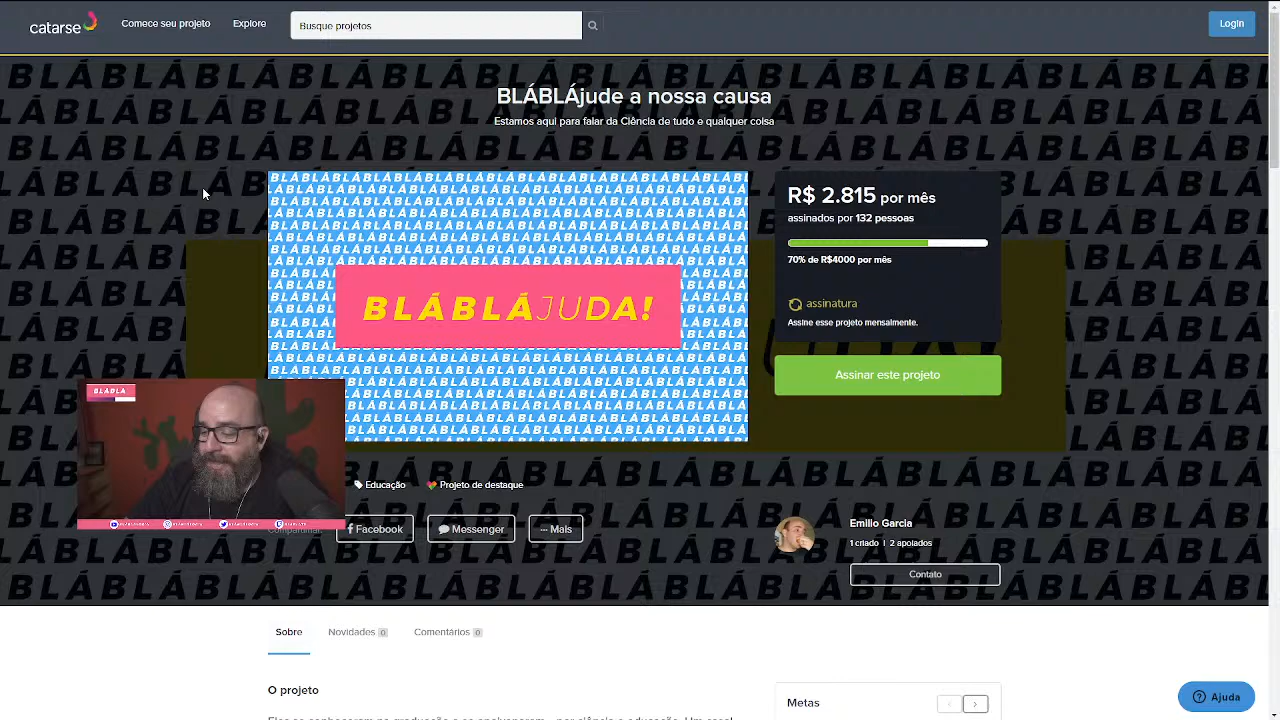 catarse
Comece seu projeto
Explore
Busque projetos
Login
BLÁBLÁjude a nossa causa
Estamos aqui para falar da Ciência de tudo e qualquer coisa
BLÁBLÁJUDA!
R$ 2.815 por mês
assinados por 132 pessoas
70% de R$4000 por mês
assinatura
Assine esse projeto mensalmente.
Assinar este projeto
BLÁBLÁ
Educação
Projeto de destaque
Compartilhar
Facebook
Messenger
··· Mais
Emilio Garcia
1 criado | 2 apoiados
Contato
Sobre
Novidades 0
Comentários 0
O projeto
Metas
Ajuda